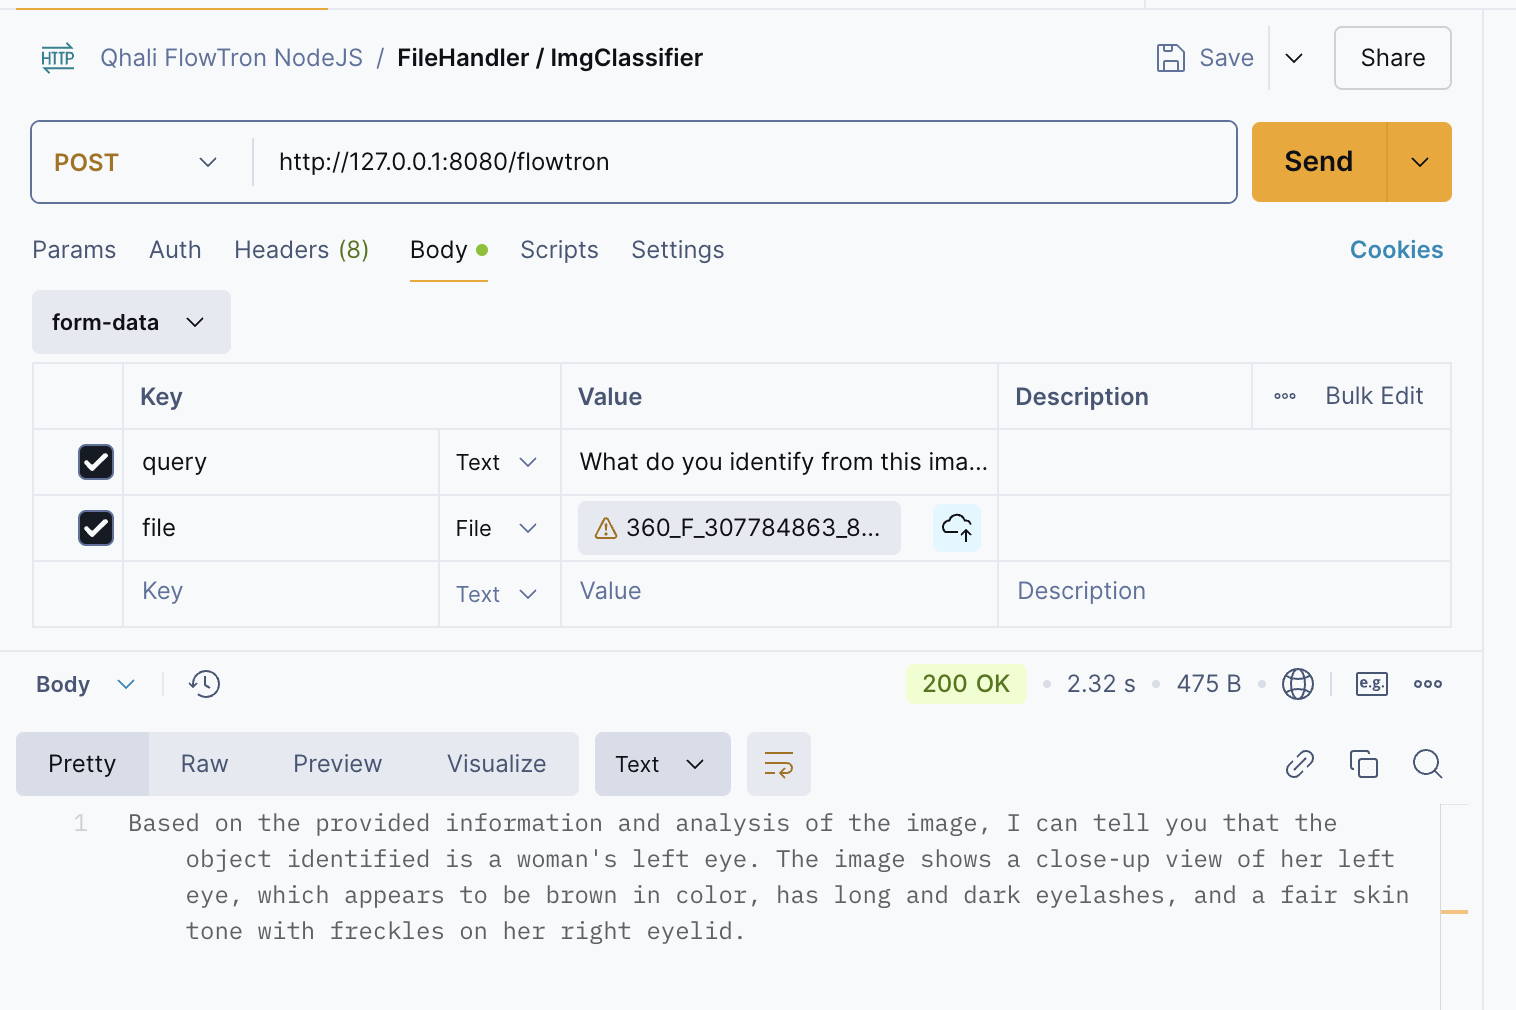 HTTP Qhali FlowTron NodeJS / FileHandler / ImgClassifier Save Share
POST http://127.0.0.1:8080/flowtron Send
Params Auth Headers (8) Body Scripts Settings Cookies
form-data
Key Value Description Bulk Edit
query Text What do you identify from this ima...
file File 360_F_307784863_8...
Key Text Value Description
Body 200 OK 2.32 s 475 B e.g.
Pretty Raw Preview Visualize Text
1 Based on the provided information and analysis of the image, I can tell you that the
object identified is a woman's left eye. The image shows a close-up view of her left
eye, which appears to be brown in color, has long and dark eyelashes, and a fair skin
tone with freckles on her right eyelid.